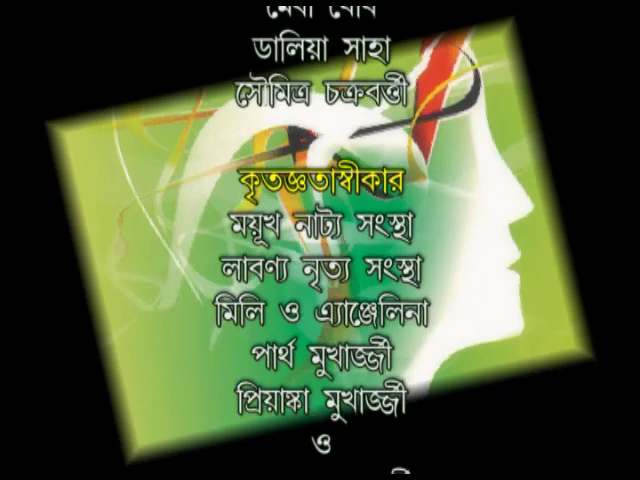 ডালিয়া সাহা
সৌমিত্র চক্রবর্ত্তী
কৃতজ্ঞতাস্বীকার
ময়ূখ নাট্য সংস্থা
লাবণ্য নৃত্য সংস্থা
মিলি ও এ্যাঞ্জেলিনা
পার্থ মুখার্জ্জী
প্রিয়াঙ্কা মুখার্জ্জী
ও